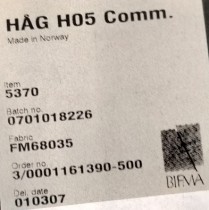 HÅG H05 Comm.
Made in Norway
Item
5370
Batch no.
0701018226
Fabric
FM68035
Order no.
3/0001161390-500
Del. date
010307
BIFMA